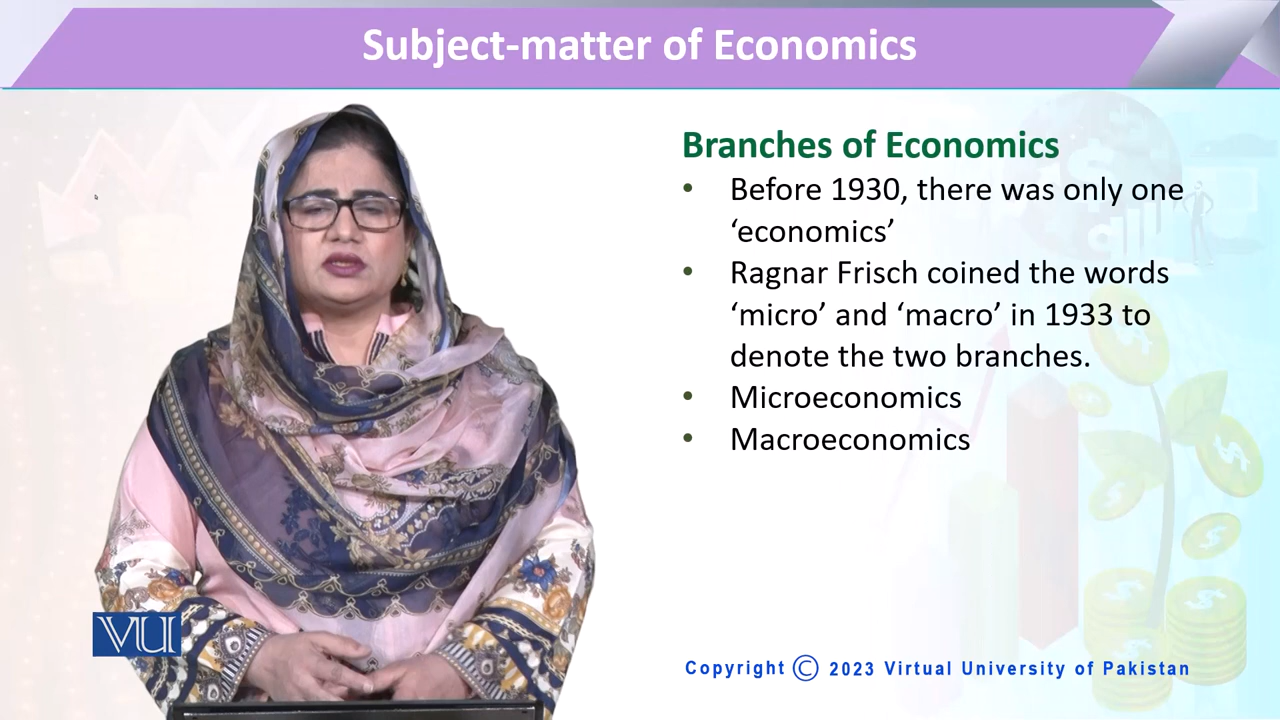 Subject-matter of Economics
Branches of Economics
• Before 1930, there was only one
‘economics’
• Ragnar Frisch coined the words
‘micro’ and ‘macro’ in 1933 to
denote the two branches.
• Microeconomics
• Macroeconomics
VU
Copyright © 2023 Virtual University of Pakistan